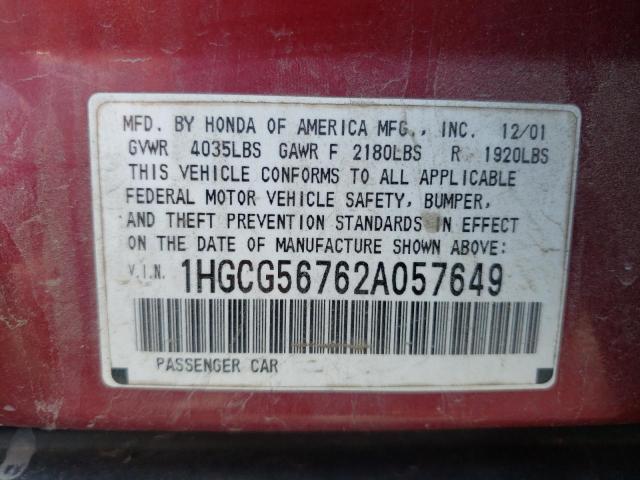 MFD. BY HONDA OF AMERICA MFG., INC. 12/01
GVWR 4035LBS GAWR F 2180LBS R 1920LBS
THIS VEHICLE CONFORMS TO ALL APPLICABLE
FEDERAL MOTOR VEHICLE SAFETY, BUMPER,
AND THEFT PREVENTION STANDARDS IN EFFECT
ON THE DATE OF MANUFACTURE SHOWN ABOVE:
V.I.N. 1HGCG56762A057649
PASSENGER CAR